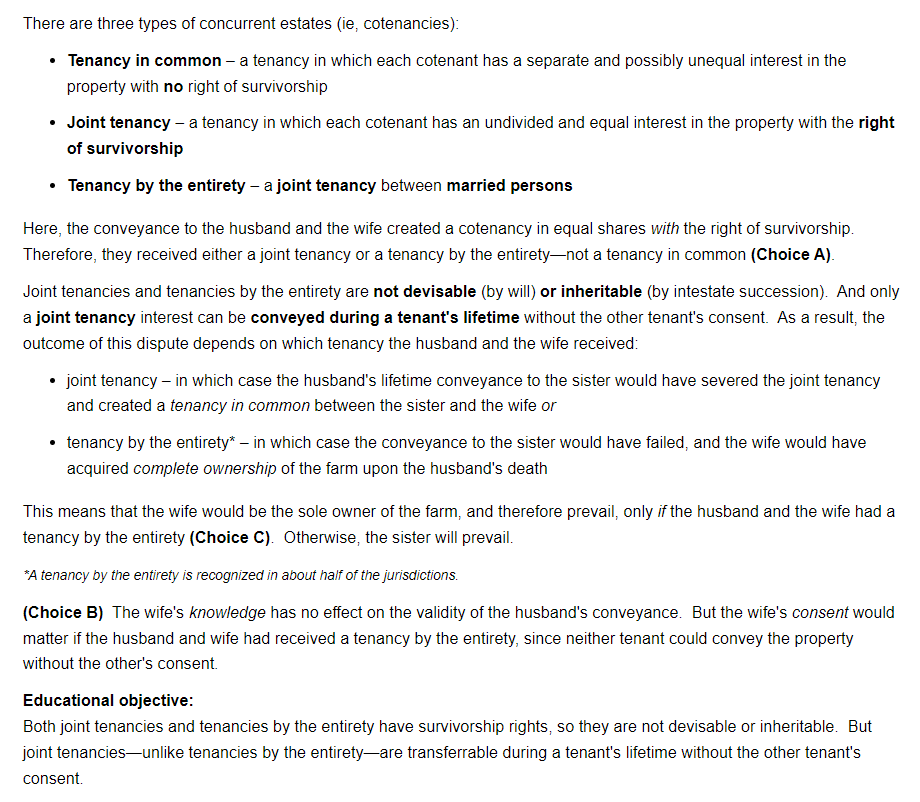 There are three types of concurrent estates (ie, cotenancies):
• Tenancy in common – a tenancy in which each cotenant has a separate and possibly unequal interest in the
property with no right of survivorship
• Joint tenancy – a tenancy in which each cotenant has an undivided and equal interest in the property with the right
of survivorship
• Tenancy by the entirety – a joint tenancy between married persons
Here, the conveyance to the husband and the wife created a cotenancy in equal shares with the right of survivorship.
Therefore, they received either a joint tenancy or a tenancy by the entirety—not a tenancy in common (Choice A).
Joint tenancies and tenancies by the entirety are not devisable (by will) or inheritable (by intestate succession).  And only
a joint tenancy interest can be conveyed during a tenant's lifetime without the other tenant's consent.  As a result, the
outcome of this dispute depends on which tenancy the husband and the wife received:
• joint tenancy – in which case the husband's lifetime conveyance to the sister would have severed the joint tenancy
and created a tenancy in common between the sister and the wife or
• tenancy by the entirety* – in which case the conveyance to the sister would have failed, and the wife would have
acquired complete ownership of the farm upon the husband's death
This means that the wife would be the sole owner of the farm, and therefore prevail, only if the husband and the wife had a
tenancy by the entirety (Choice C).  Otherwise, the sister will prevail.
*A tenancy by the entirety is recognized in about half of the jurisdictions.
(Choice B)  The wife's knowledge has no effect on the validity of the husband's conveyance.  But the wife's consent would
matter if the husband and wife had received a tenancy by the entirety, since neither tenant could convey the property
without the other's consent.
Educational objective:
Both joint tenancies and tenancies by the entirety have survivorship rights, so they are not devisable or inheritable.  But
joint tenancies—unlike tenancies by the entirety—are transferrable during a tenant's lifetime without the other tenant's
consent.